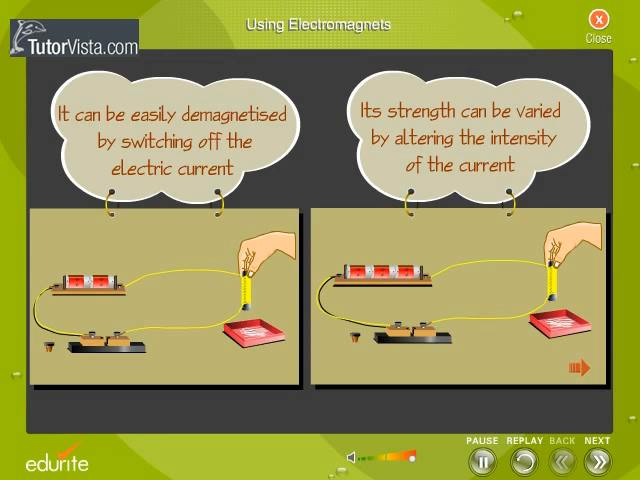 Using Electromagnets
x
Close
TutorVista.com
It can be easily demagnetised
by switching off the
electric current
Its strength can be varied
by altering the intensity
of the current
PAUSE REPLAY BACK NEXT
edurite